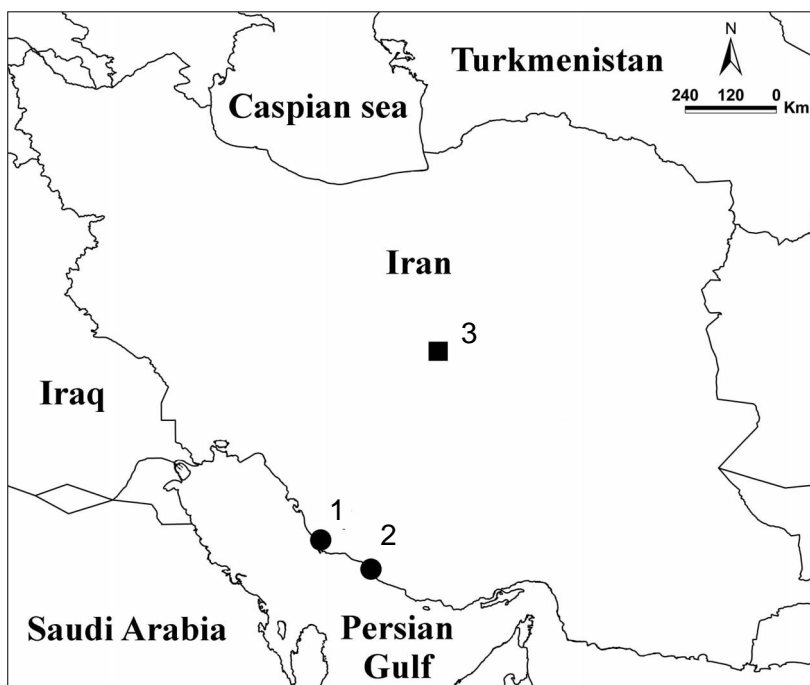 N
Turkmenistan
240 120 0
Km
Caspian sea
Iran
3
Iraq
1
2
Saudi Arabia
Persian
Gulf